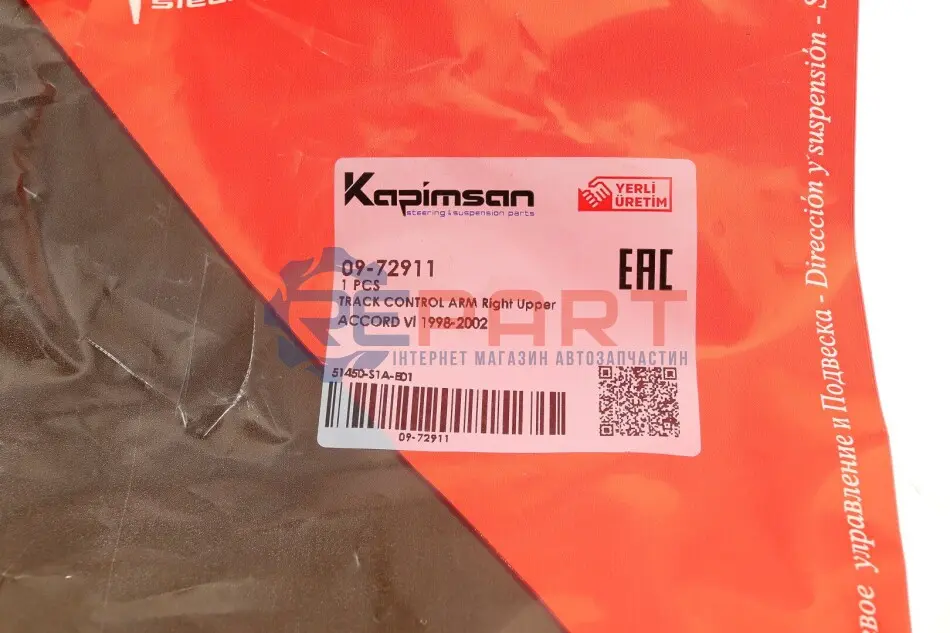 Kapimsan
steering & suspension parts
YERLİ
ÜRETİM
09-72911
1 PCS
TRACK CONTROL ARM Right Upper
ACCORD VI 1998-2002
EAC
REPART
ІНТЕРНЕТ МАГАЗИН АВТОЗАПЧАСТИН
51450-S1A-E01
09-72911
управление и Подвеска - Dirección y suspensión - S